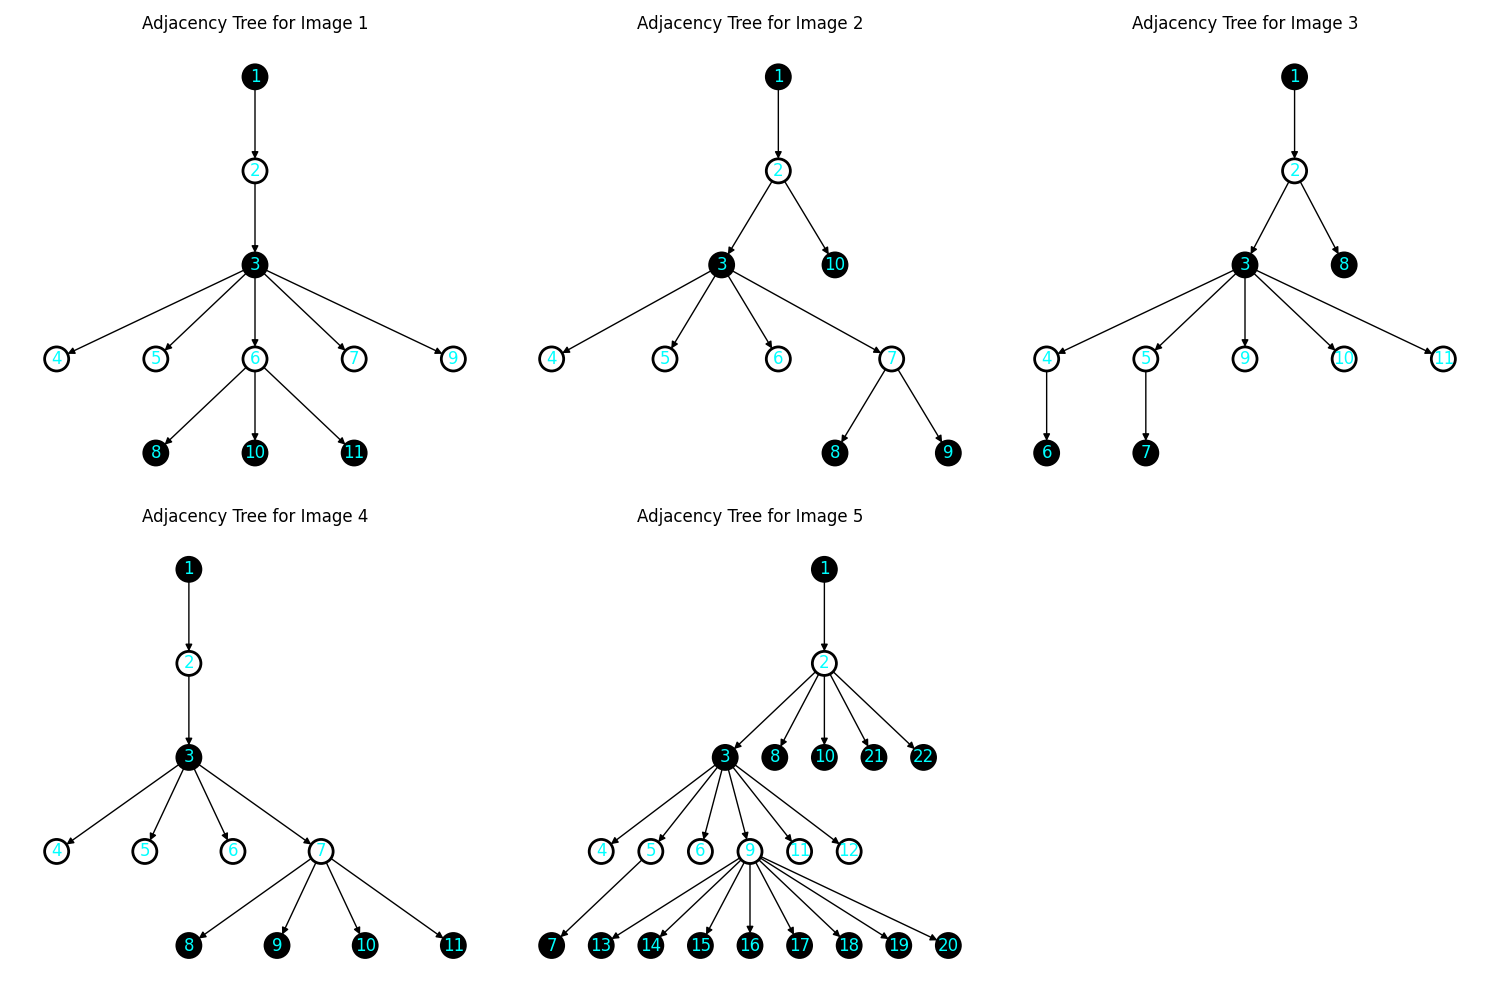 Adjacency Tree for Image 1
1
2
3
4 5 6 7 9
8 10 11
Adjacency Tree for Image 2
1
2
3 10
4 5 6 7
8 9
Adjacency Tree for Image 3
1
2
3 8
4 5 9 10 11
6 7
Adjacency Tree for Image 4
1
2
3
4 5 6 7
8 9 10 11
Adjacency Tree for Image 5
1
2
3 8 10 21 22
4 5 6 9 11 12
7 13 14 15 16 17 18 19 20